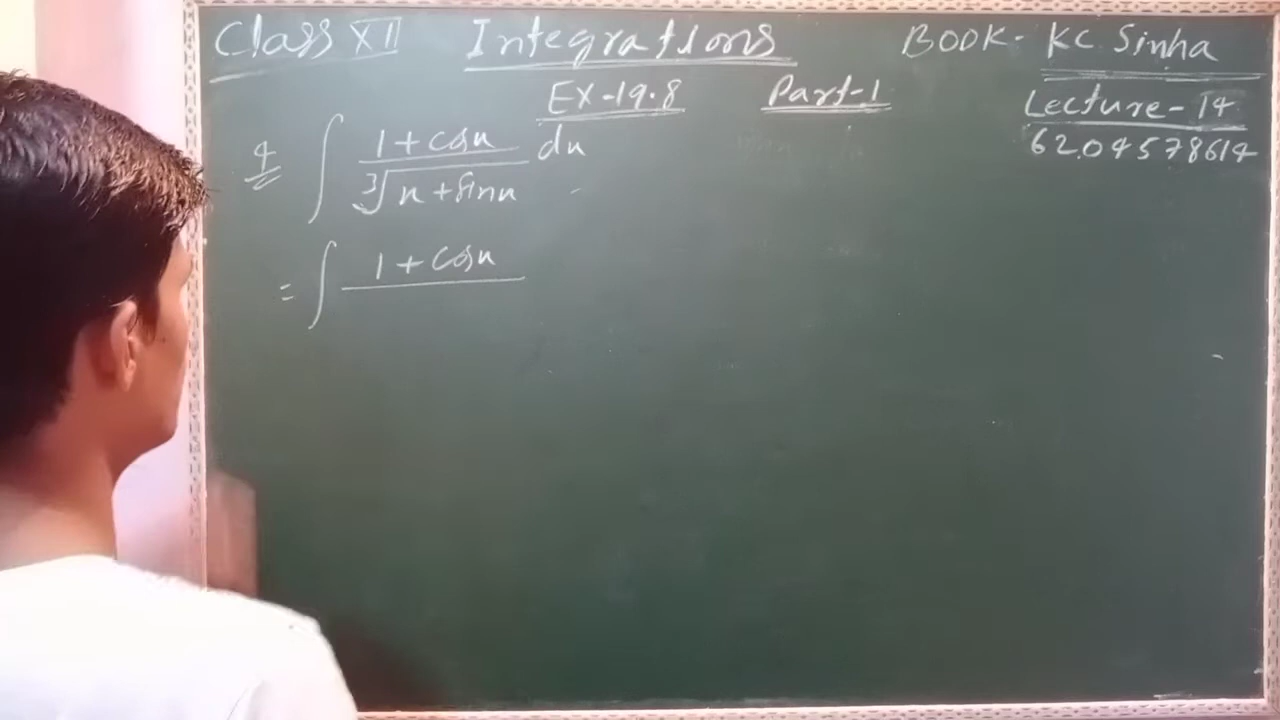 Class XII Integrations BOOK- KC Sinha
EX-19.8 Part-1 Lecture-14
6204578614
4 ∫ (1+cosx)/(∛(x+sinx)) dx
= ∫ 1+cosx